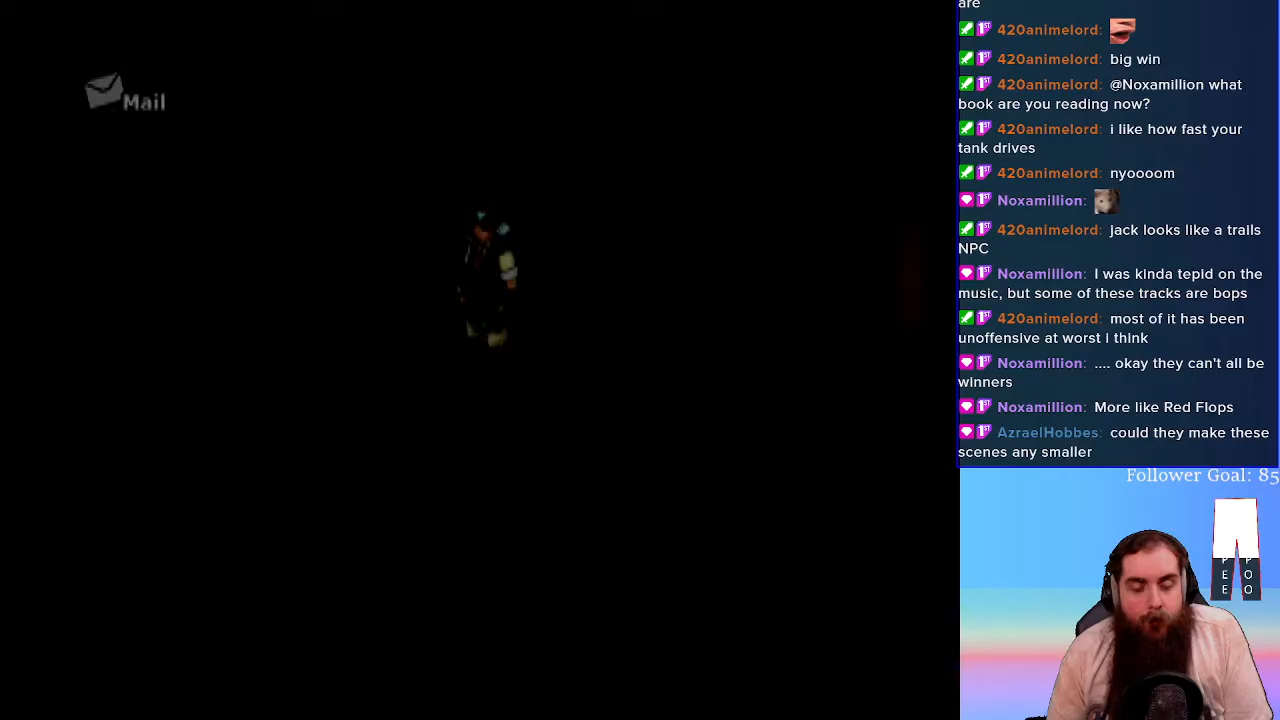 are
420animelord:
420animelord: big win
420animelord: @Noxamillion what
book are you reading now?
420animelord: i like how fast your
tank drives
420animelord: nyoooom
Noxamillion:
420animelord: jack looks like a trails
NPC
Noxamillion: I was kinda tepid on the
music, but some of these tracks are bops
420animelord: most of it has been
unoffensive at worst i think
Noxamillion: .... okay they can't all be
winners
Noxamillion: More like Red Flops
AzraelHobbes: could they make these
scenes any smaller
Mail
Follower Goal: 85
PEE
POO